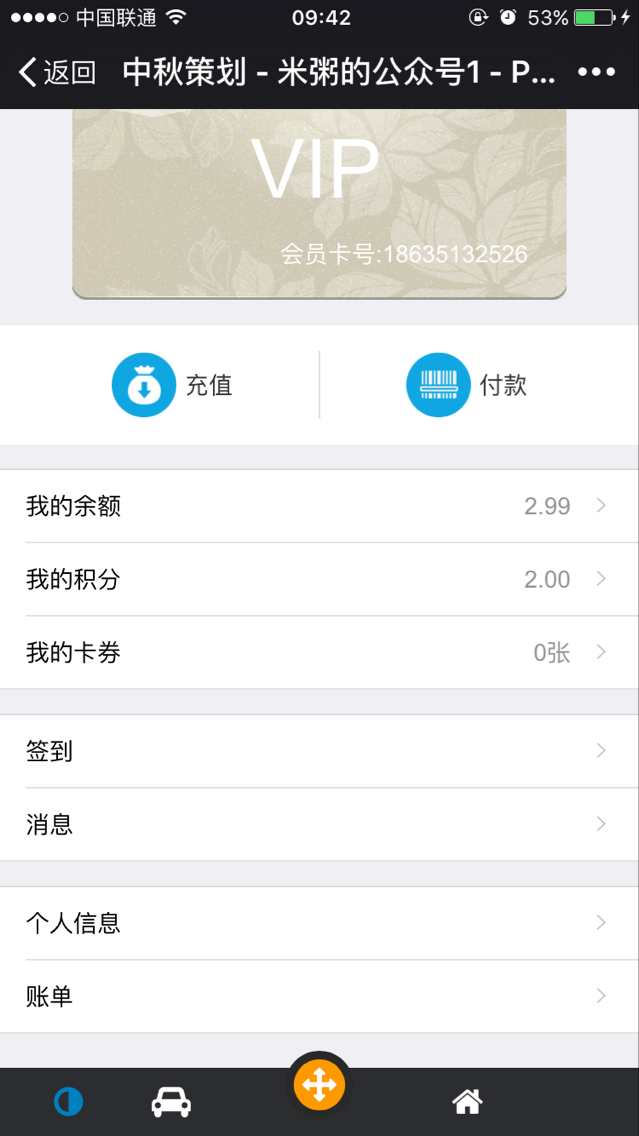 中国联通 09:42 53%
返回 中秋策划 - 米粥的公众号1 - P...
VIP
会员卡号:18635132526
充值 付款
我的余额 2.99
我的积分 2.00
我的卡券 0张
签到
消息
个人信息
账单